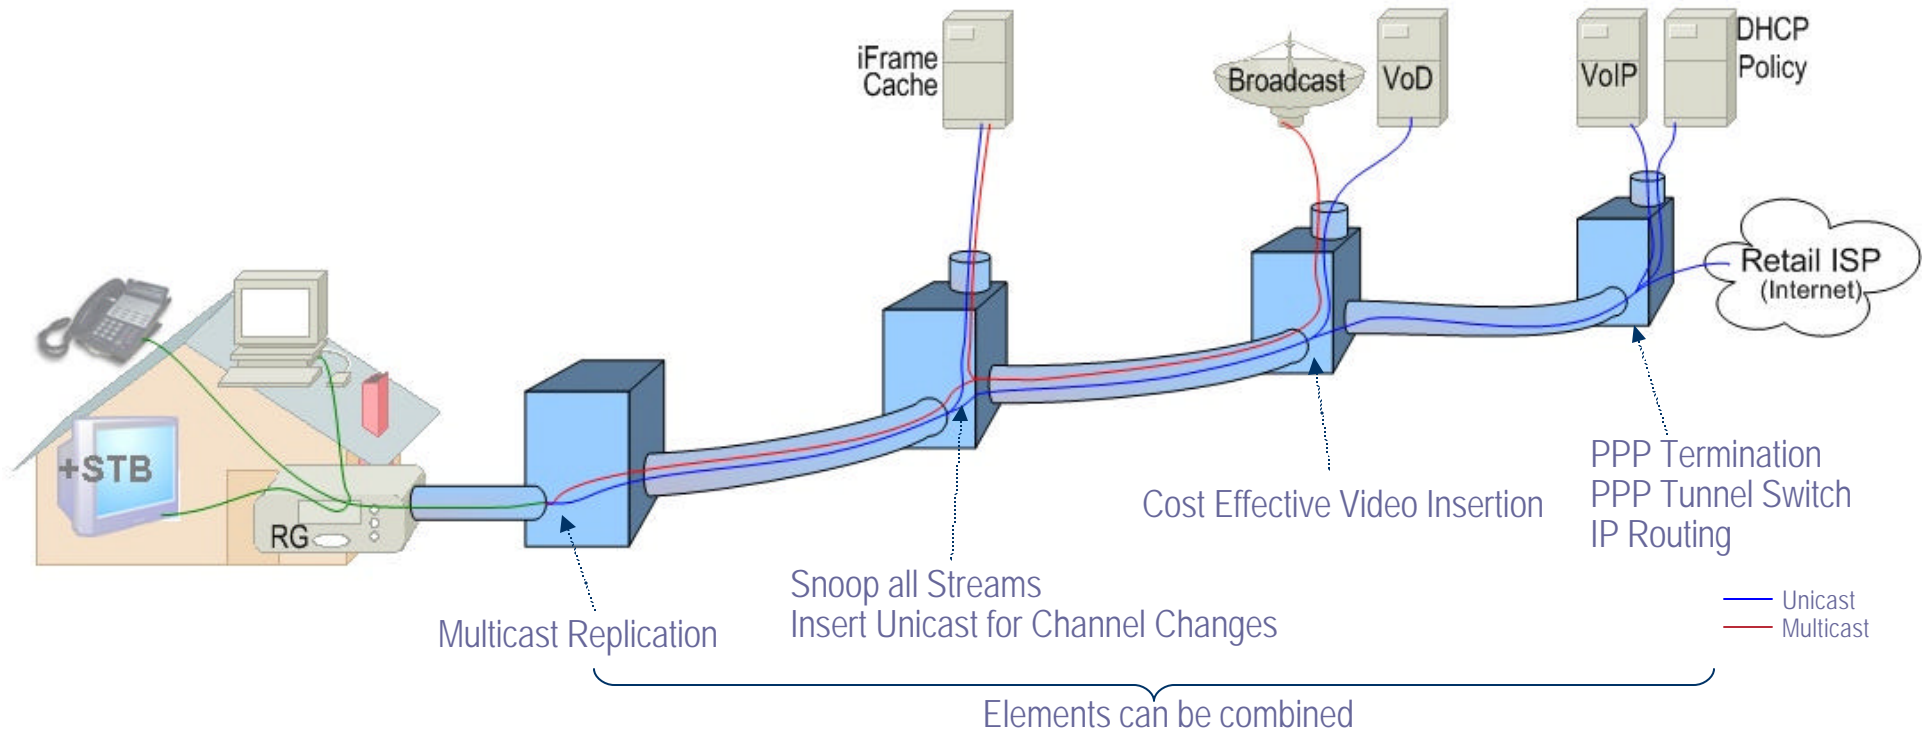 iFrame
Cache
Broadcast
VoD
VoIP
DHCP
Policy
Retail ISP
(Internet)
+STB
RG
PPP Termination
PPP Tunnel Switch
IP Routing
Cost Effective Video Insertion
Snoop all Streams
Insert Unicast for Channel Changes
Multicast Replication
Unicast
Multicast
Elements can be combined